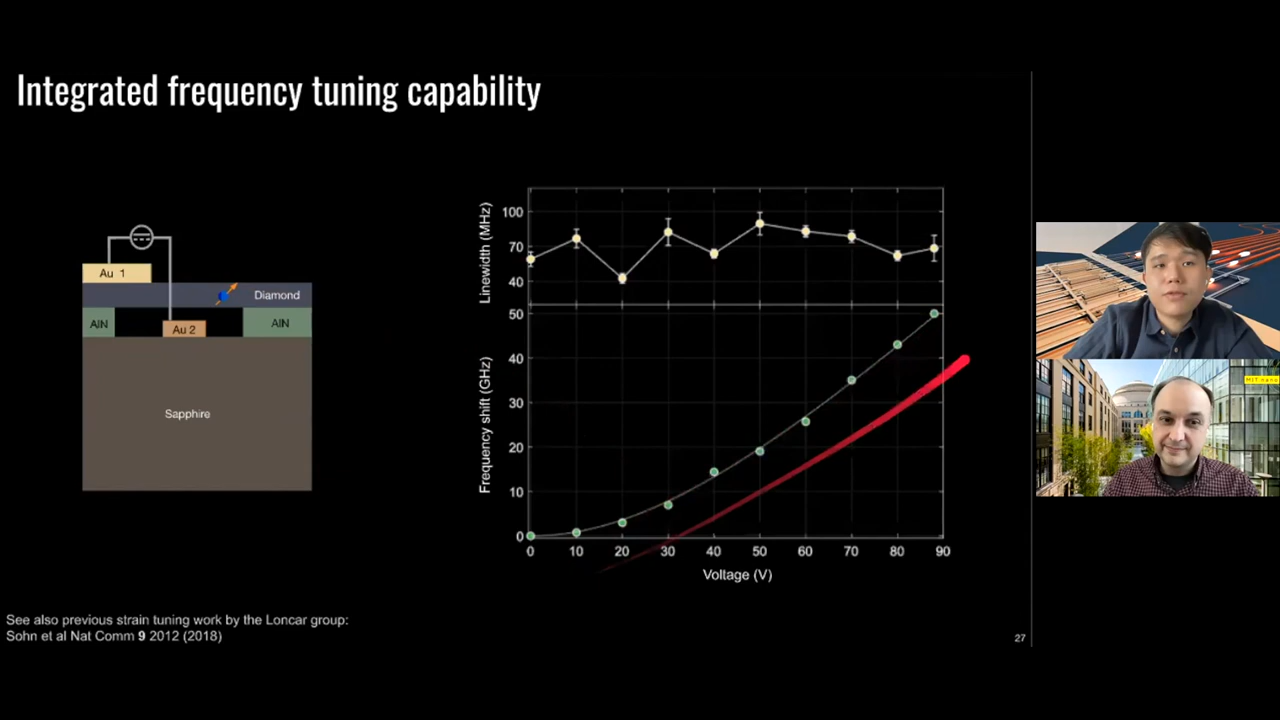 Integrated frequency tuning capability
Au 1
Diamond
AlN
Au 2
AlN
Sapphire
Linewidth (MHz)
100
70
40
Frequency shift (GHz)
50
40
30
20
10
0
0 10 20 30 40 50 60 70 80 90
Voltage (V)
See also previous strain tuning work by the Loncar group:
Sohn et al Nat Comm 9 2012 (2018)
27
MIT.nano